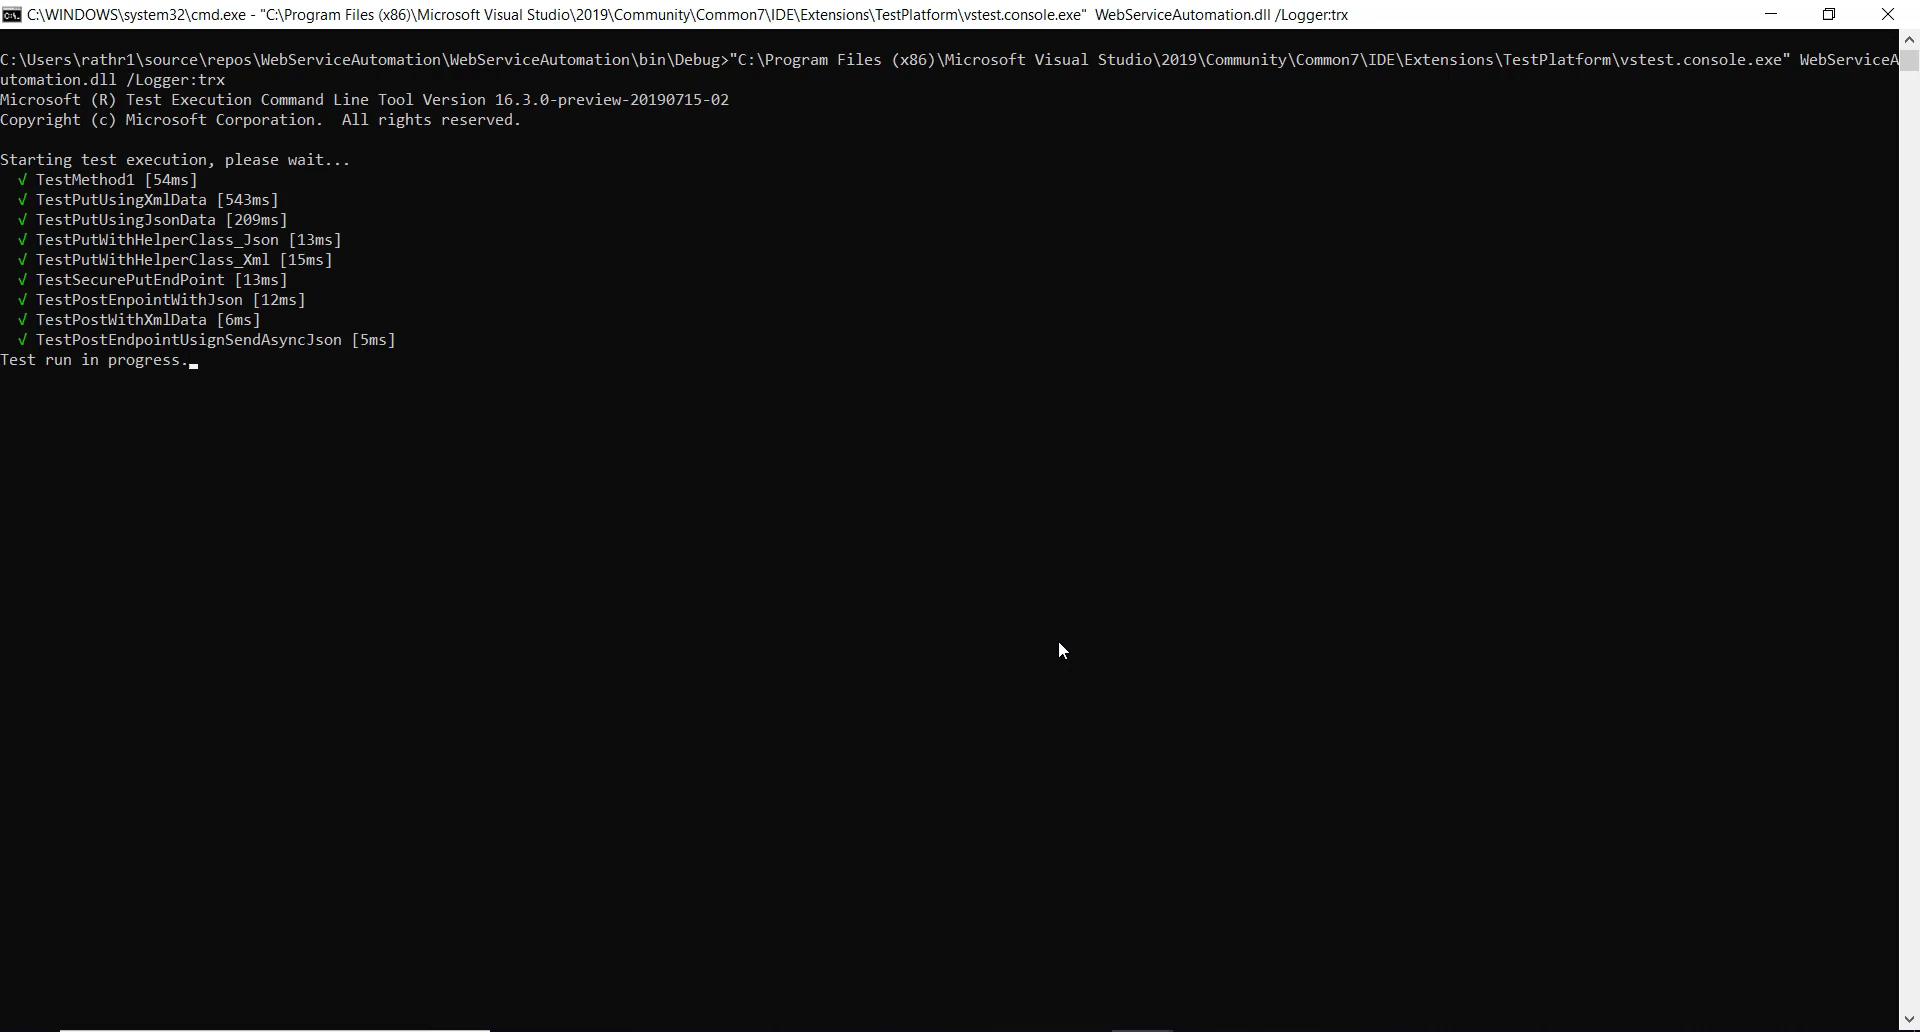 C:\WINDOWS\system32\cmd.exe - "C:\Program Files (x86)\Microsoft Visual Studio\2019\Community\Common7\IDE\Extensions\TestPlatform\vstest.console.exe"  WebServiceAutomation.dll /Logger:trx
C:\Users\rathr1\source\repos\WebServiceAutomation\WebServiceAutomation\bin\Debug>"C:\Program Files (x86)\Microsoft Visual Studio\2019\Community\Common7\IDE\Extensions\TestPlatform\vstest.console.exe" WebServiceA
utomation.dll /Logger:trx
Microsoft (R) Test Execution Command Line Tool Version 16.3.0-preview-20190715-02
Copyright (c) Microsoft Corporation.  All rights reserved.
Starting test execution, please wait...
√ TestMethod1 [54ms]
√ TestPutUsingXmlData [543ms]
√ TestPutUsingJsonData [209ms]
√ TestPutWithHelperClass_Json [13ms]
√ TestPutWithHelperClass_Xml [15ms]
√ TestSecurePutEndPoint [13ms]
√ TestPostEnpointWithJson [12ms]
√ TestPostWithXmlData [6ms]
√ TestPostEndpointUsignSendAsyncJson [5ms]
Test run in progress.